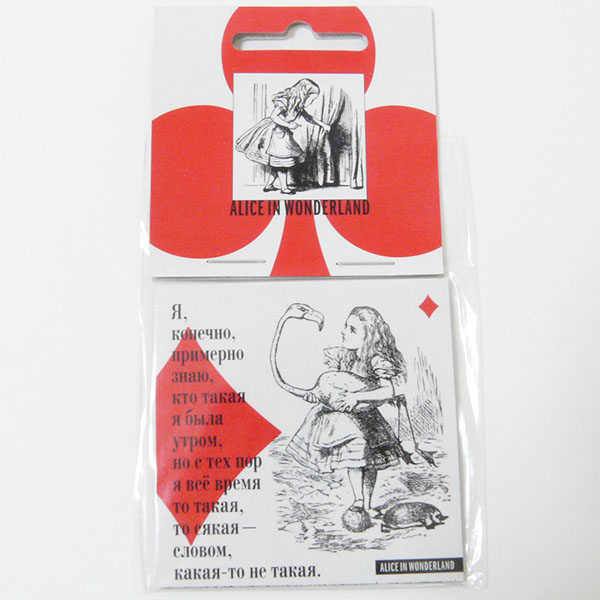 ALICE IN WONDERLAND
Я,
конечно,
примерно
знаю,
кто такая
я была
утром,
но с тех пор
я всё время
то такая,
то сякая—
словом,
какая-то не такая.
ALICE IN WONDERLAND